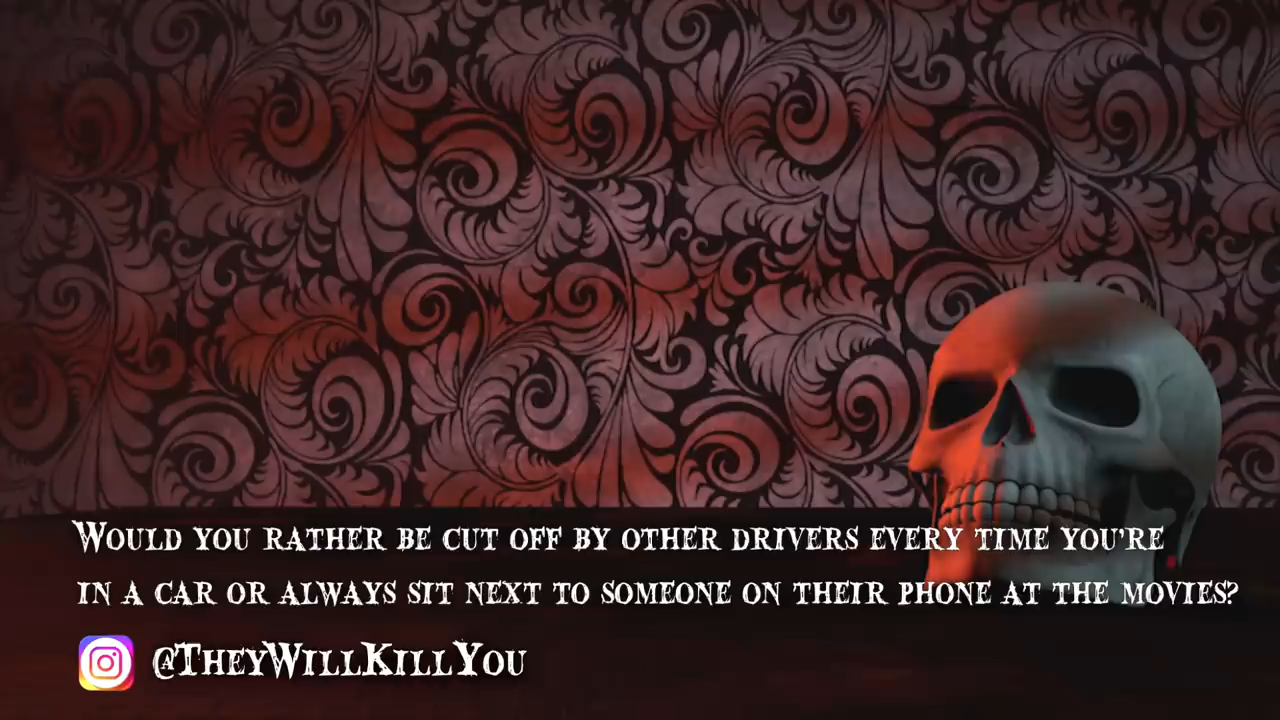 Would you rather be cut off by other drivers every time you're
in a car or always sit next to someone on their phone at the movies?
@TheyWillKillYou